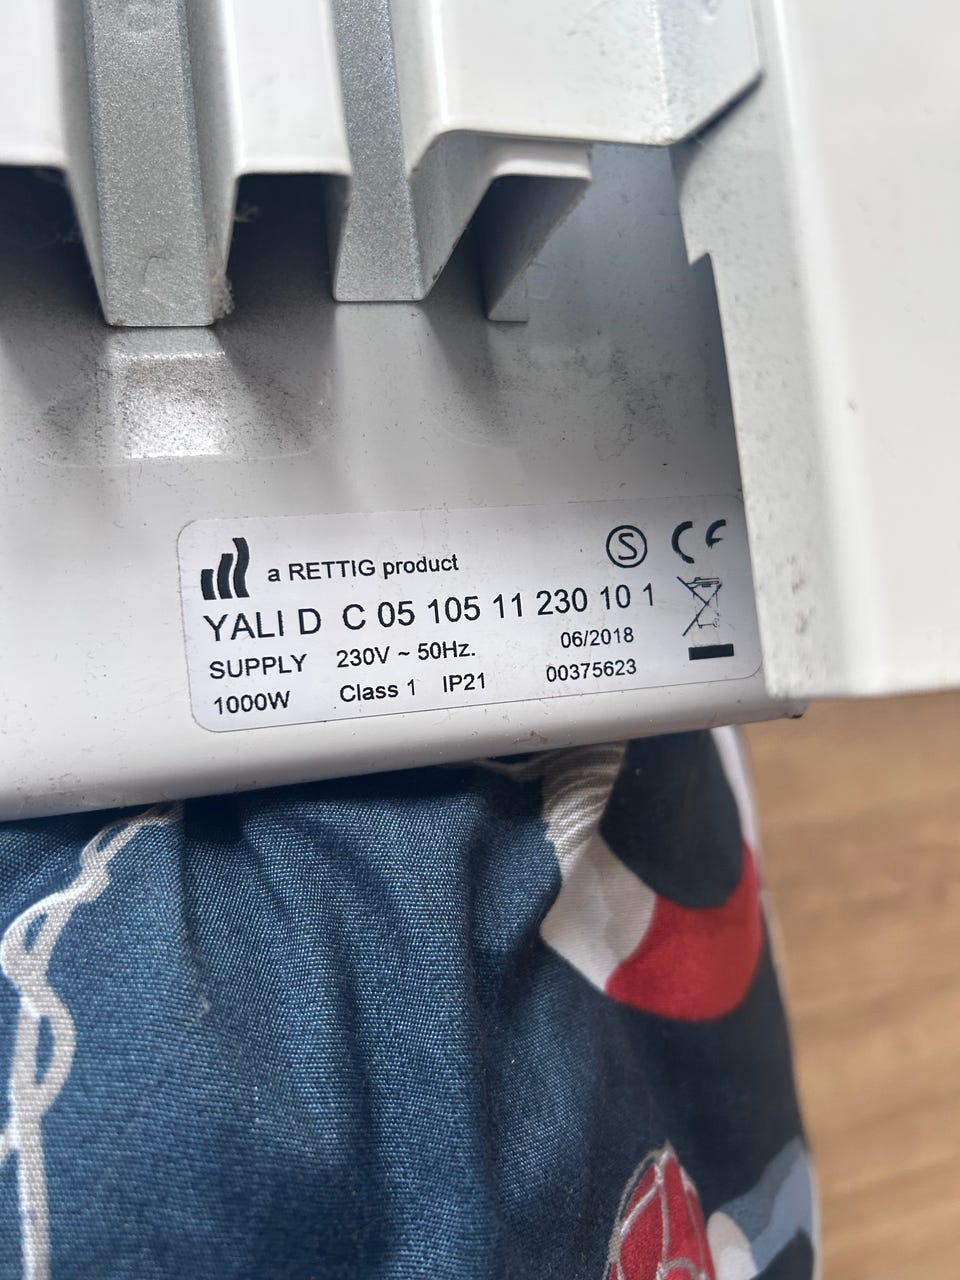 a RETTIG product
S CE
YALI D C 05 105 11 230 10 1
SUPPLY 230V ~ 50Hz. 06/2018
1000W Class 1 IP21 00375623